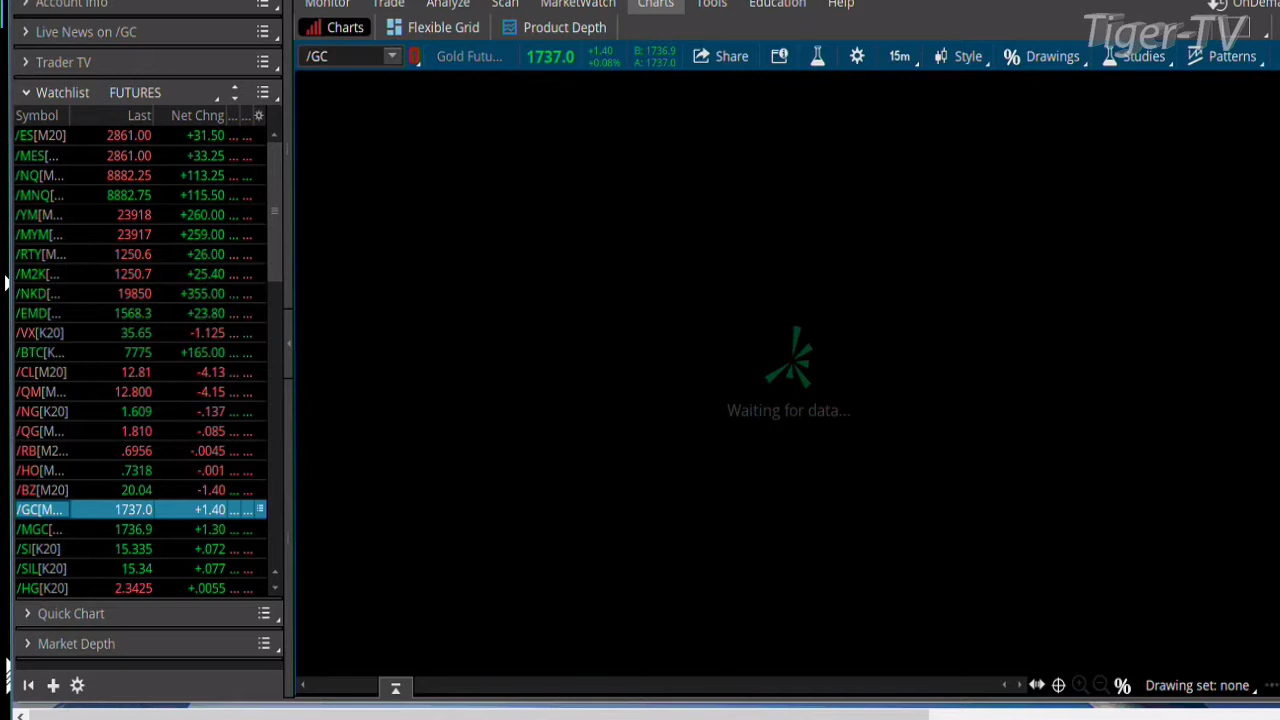 Account Info
Monitor Trade Analyze Scan MarketWatch Charts Tools Education Help
Tiger-TV
Live News on /GC
Charts Flexible Grid Product Depth
Trader TV
/GC Gold Futu... 1737.0 +1.40 +0.08% B: 1736.9 A: 1737.0 Share 15m Style Drawings Studies Patterns
Watchlist FUTURES
Symbol Last Net Chng ... ...
/ES[M20] 2861.00 +31.50 ... ...
/MES[... 2861.00 +33.25 ... ...
/NQ[M... 8882.25 +113.25 ... ...
/MNQ[... 8882.75 +115.50 ... ...
/YM[M... 23918 +260.00 ... ...
/MYM[... 23917 +259.00 ... ...
/RTY[M... 1250.6 +26.00 ... ...
/M2K[... 1250.7 +25.40 ... ...
/NKD[... 19850 +355.00 ... ...
/EMD[... 1568.3 +23.80 ... ...
/VX[K20] 35.65 -1.125 ... ...
/BTC[K... 7775 +165.00 ... ...
/CL[M20] 12.81 -4.13 ... ...
/QM[M... 12.800 -4.15 ... ...
/NG[K20] 1.609 -.137 ... ...
/QG[M... 1.810 -.085 ... ...
/RB[M2... .6956 -.0045 ... ...
/HO[M... .7318 -.001 ... ...
/BZ[M20] 20.04 -1.40 ... ...
/GC[M... 1737.0 +1.40 ... ...
/MGC[... 1736.9 +1.30 ... ...
/SI[K20] 15.335 +.072 ... ...
/SIL[K20] 15.34 +.077 ... ...
/HG[K20] 2.3425 +.0055 ... ...
Waiting for data...
Quick Chart
Market Depth
Drawing set: none